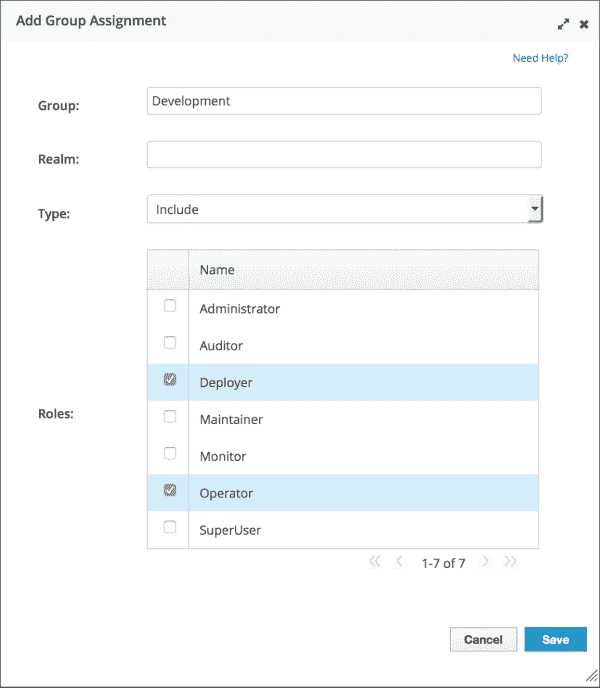 Add Group Assignment
Need Help?
Group: Development
Realm:
Type: Include
Name
Administrator
Auditor
Deployer
Roles: Maintainer
Monitor
Operator
SuperUser
1-7 of 7
Cancel Save